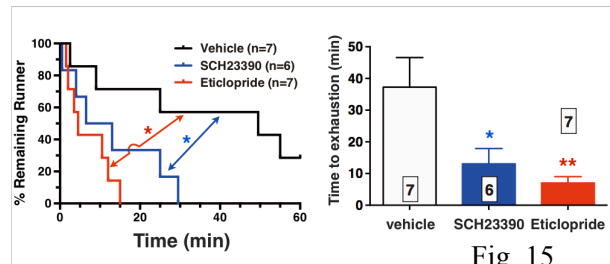 % Remaining Runner
100
80
60
40
20
0
0
20
40
60
Time (min)
Vehicle (n=7)
SCH23390 (n=6)
Eticlopride (n=7)
*
*
Time to exhaustion (min)
50
40
30
20
10
0
7
*
6
7
**
vehicle
SCH23390
Eticlopride
Fig. 15